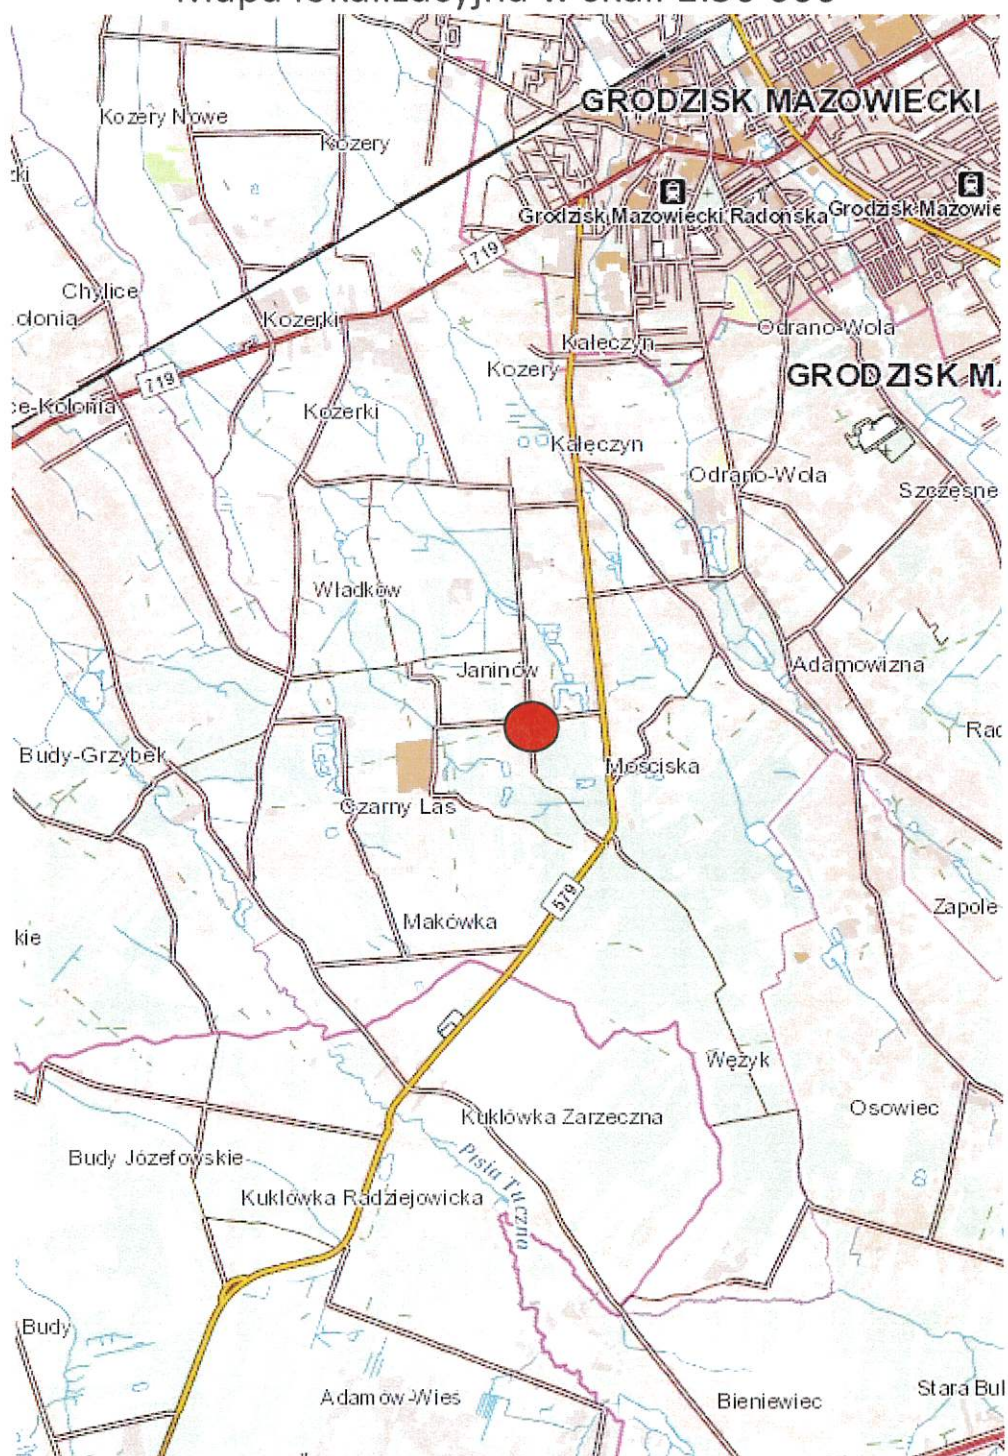 Mapa lokalizacyjna w skali 1:50 000
GRODZISK MAZOWIECKI
Kozery Nowe
Kozery
Grodzisk Mazowiecki Radońska
Grodzisk Mazowie
719
Chylice
olonia
Kozerki
Odrano-Wola
Kałęczyn
Kozery
GRODZISK MA
719
ce-Kolonia
Kozerki
Kałęczyn
Odrano-Wola
Szczęsne
Władków
Janinów
Adamowizna
Rad
Budy-Grzybek
Mościska
Czarny Las
579
Zapole
Makówka
kie
Wężyk
Osowiec
Kuklówka Zarzeczna
Budy Józefowskie
Pisia Tuczna
Kuklówka Radziejowicka
Budy
Adamów-Wieś
Bieniewiec
Stara Bu